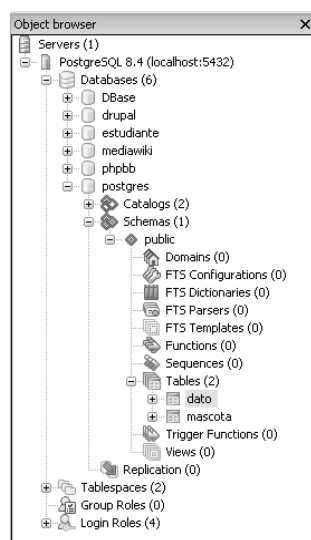 Object browser
Servers (1)
PostgreSQL 8.4 (localhost:5432)
Databases (6)
DBase
drupal
estudiante
mediawiki
phpbb
postgres
Catalogs (2)
Schemas (1)
public
Domains (0)
FTS Configurations (0)
FTS Dictionaries (0)
FTS Parsers (0)
FTS Templates (0)
Functions (0)
Sequences (0)
Tables (2)
dato
mascota
Trigger Functions (0)
Views (0)
Replication (0)
Tablespaces (2)
Group Roles (0)
Login Roles (4)